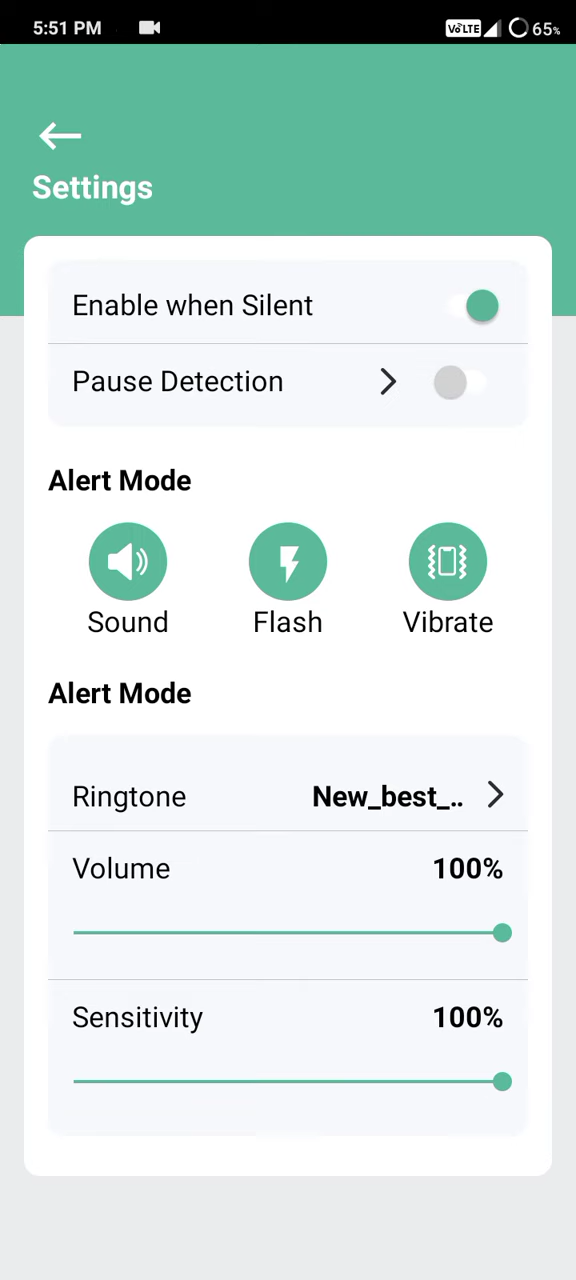 5:51 PM VoLTE 65%
Settings
Enable when Silent
Pause Detection
Alert Mode
Sound Flash Vibrate
Alert Mode
Ringtone New_best_..
Volume 100%
Sensitivity 100%